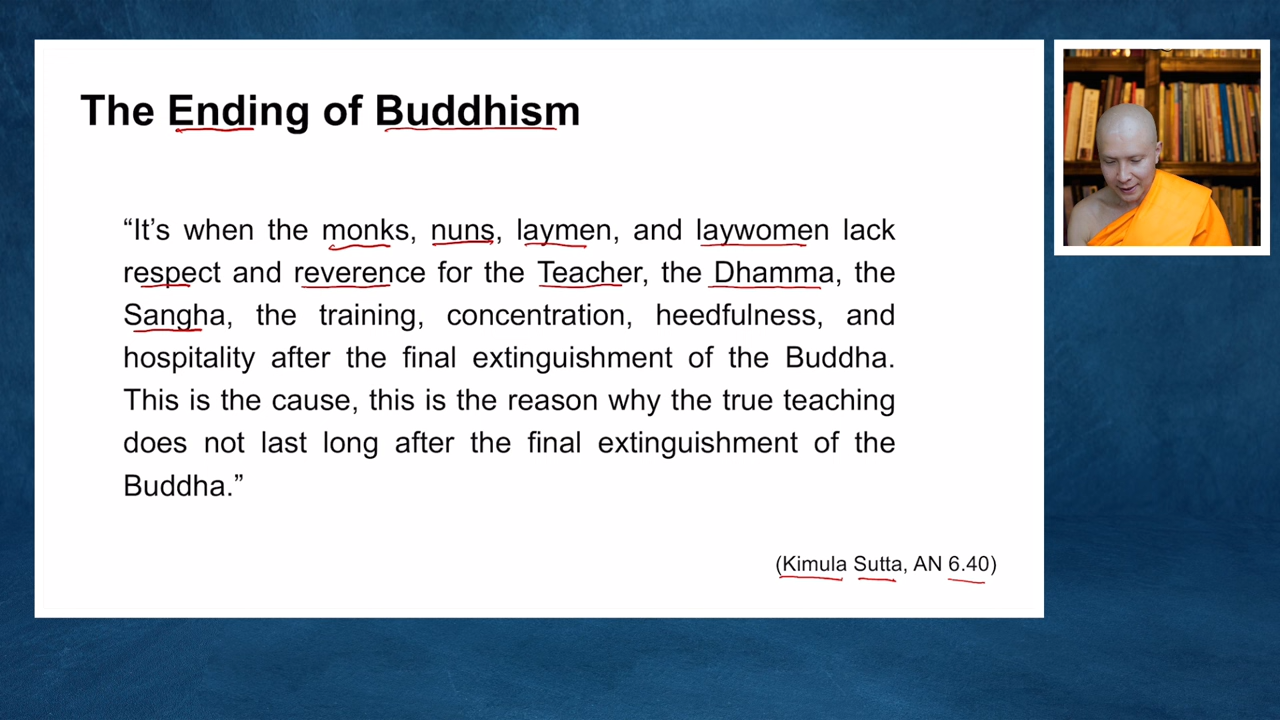 The Ending of Buddhism
“It’s when the monks, nuns, laymen, and laywomen lack
respect and reverence for the Teacher, the Dhamma, the
Sangha, the training, concentration, heedfulness, and
hospitality after the final extinguishment of the Buddha.
This is the cause, this is the reason why the true teaching
does not last long after the final extinguishment of the
Buddha.”
(Kimula Sutta, AN 6.40)